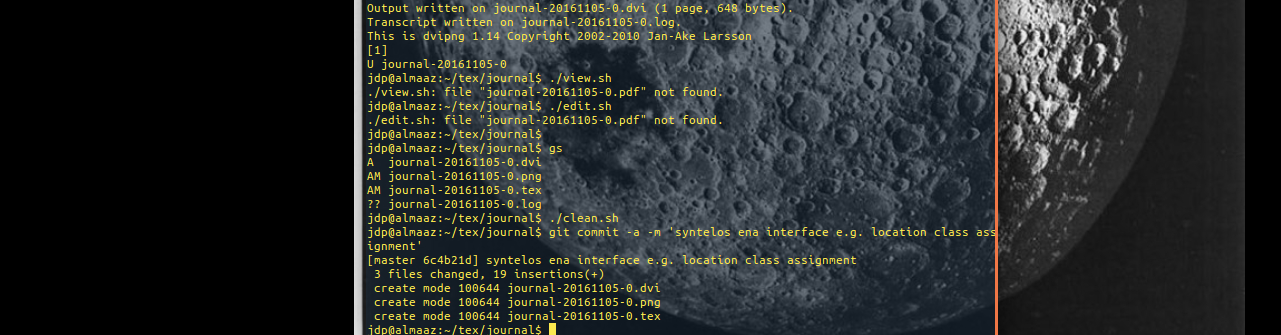 Output written on journal-20161105-0.dvi (1 page, 648 bytes).
Transcript written on journal-20161105-0.log.
This is dvipng 1.14 Copyright 2002-2010 Jan-Ake Larsson
[1]
U journal-20161105-0
jdp@almaaz:~/tex/journal$ ./view.sh
./view.sh: file "journal-20161105-0.pdf" not found.
jdp@almaaz:~/tex/journal$ ./edit.sh
./edit.sh: file "journal-20161105-0.pdf" not found.
jdp@almaaz:~/tex/journal$
jdp@almaaz:~/tex/journal$ gs
A  journal-20161105-0.dvi
AM journal-20161105-0.png
AM journal-20161105-0.tex
?? journal-20161105-0.log
jdp@almaaz:~/tex/journal$ ./clean.sh
jdp@almaaz:~/tex/journal$ git commit -a -m 'syntelos ena interface e.g. location class ass
ignment'
[master 6c4b21d] syntelos ena interface e.g. location class assignment
 3 files changed, 19 insertions(+)
 create mode 100644 journal-20161105-0.dvi
 create mode 100644 journal-20161105-0.png
 create mode 100644 journal-20161105-0.tex
jdp@almaaz:~/tex/journal$